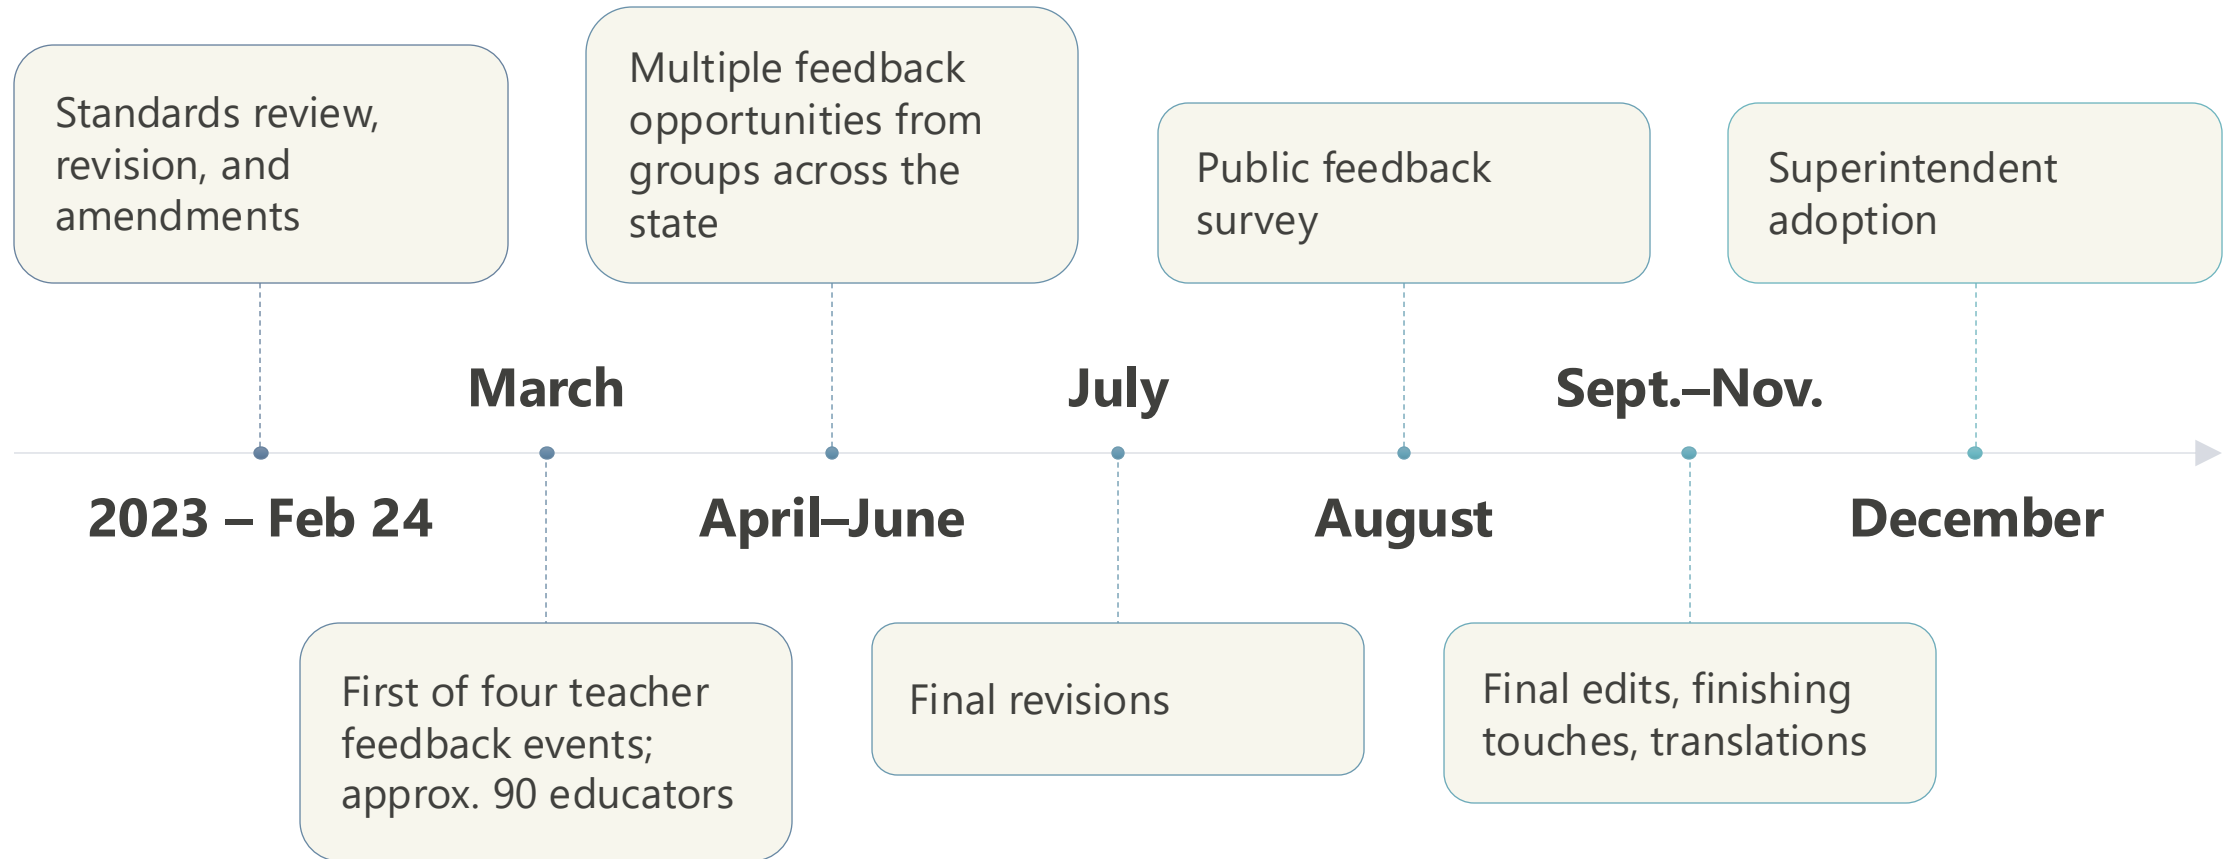 Standards review,
revision, and
amendments
2023 – Feb 24
March
First of four teacher
feedback events;
approx. 90 educators
Multiple feedback
opportunities from
groups across the
state
April–June
July
Final revisions
Public feedback
survey
August
Sept.–Nov.
Final edits, finishing
touches, translations
Superintendent
adoption
December